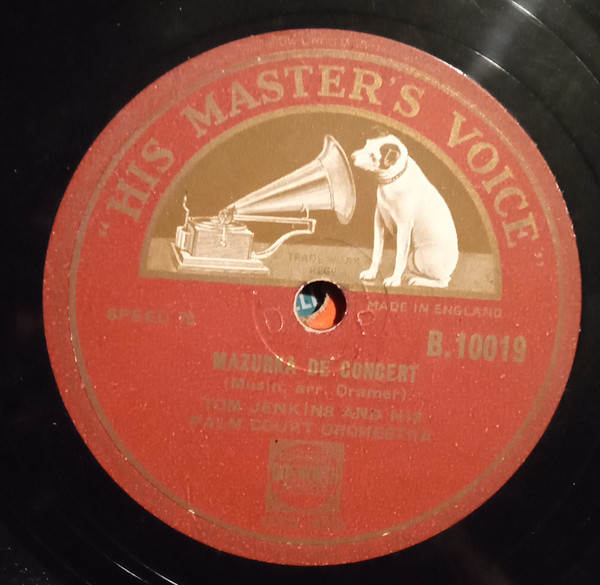 "HIS MASTER'S VOICE"
TRADE MARK
REGD
MADE IN ENGLAND
SPEED 78
B.10019
MAZURKA DE CONCERT
(Musin; arr. Cramer)
TOM JENKINS AND HIS
PALM COURT ORCHESTRA